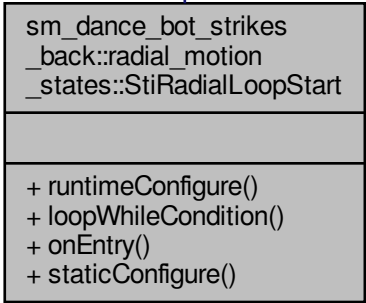 sm_dance_bot_strikes
_back::radial_motion
_states::StiRadialLoopStart
+ runtimeConfigure()
+ loopWhileCondition()
+ onEntry()
+ staticConfigure()